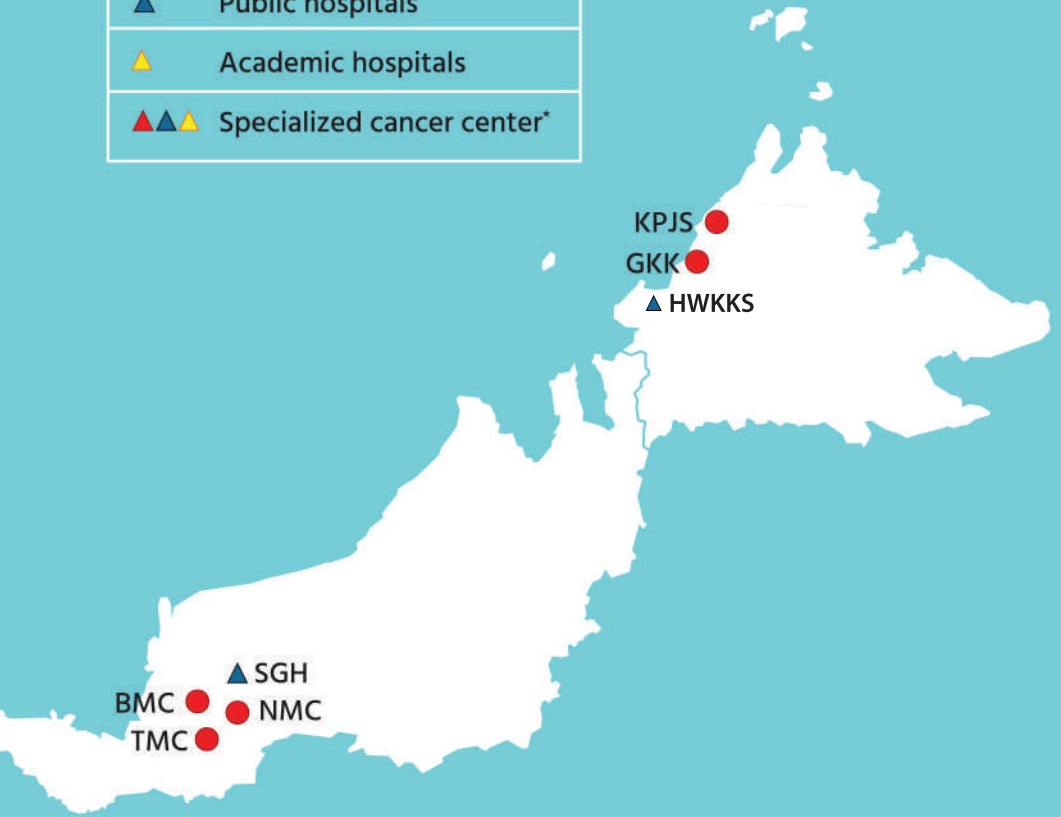 Public hospitals
Academic hospitals
Specialized cancer center*
KPJS
GKK
HWKKS
SGH
BMC
NMC
TMC